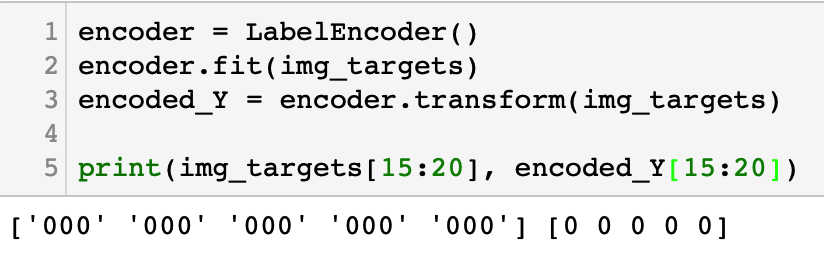 1 encoder = LabelEncoder()
2 encoder.fit(img_targets)
3 encoded_Y = encoder.transform(img_targets)
4
5 print(img_targets[15:20], encoded_Y[15:20])
['000' '000' '000' '000' '000'] [0 0 0 0 0]